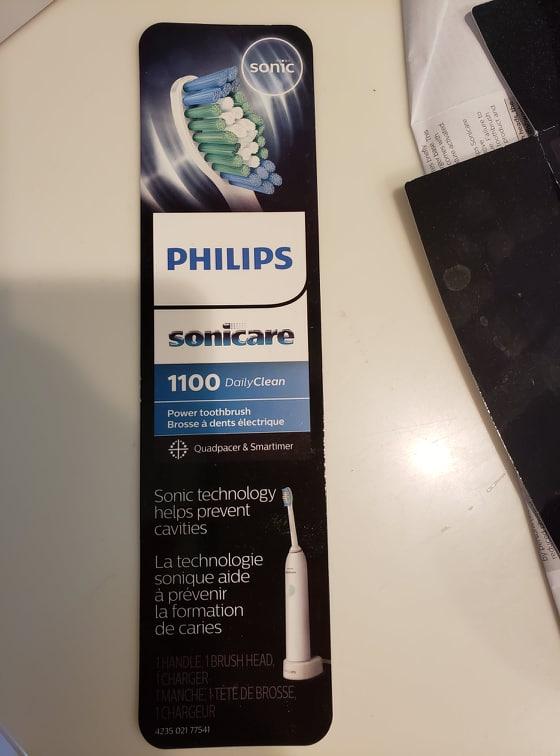 sonic
PHILIPS
sonicare
1100 DailyClean
Power toothbrush
Brosse à dents électrique
Quadpacer & Smartimer
Sonic technology
helps prevent
cavities
La technologie
sonique aide
à prévenir
la formation
de caries
1 HANDLE, 1 BRUSH HEAD,
1 CHARGER
1 MANCHE, 1 TÊTE DE BROSSE,
1 CHARGEUR
4235 021 77541